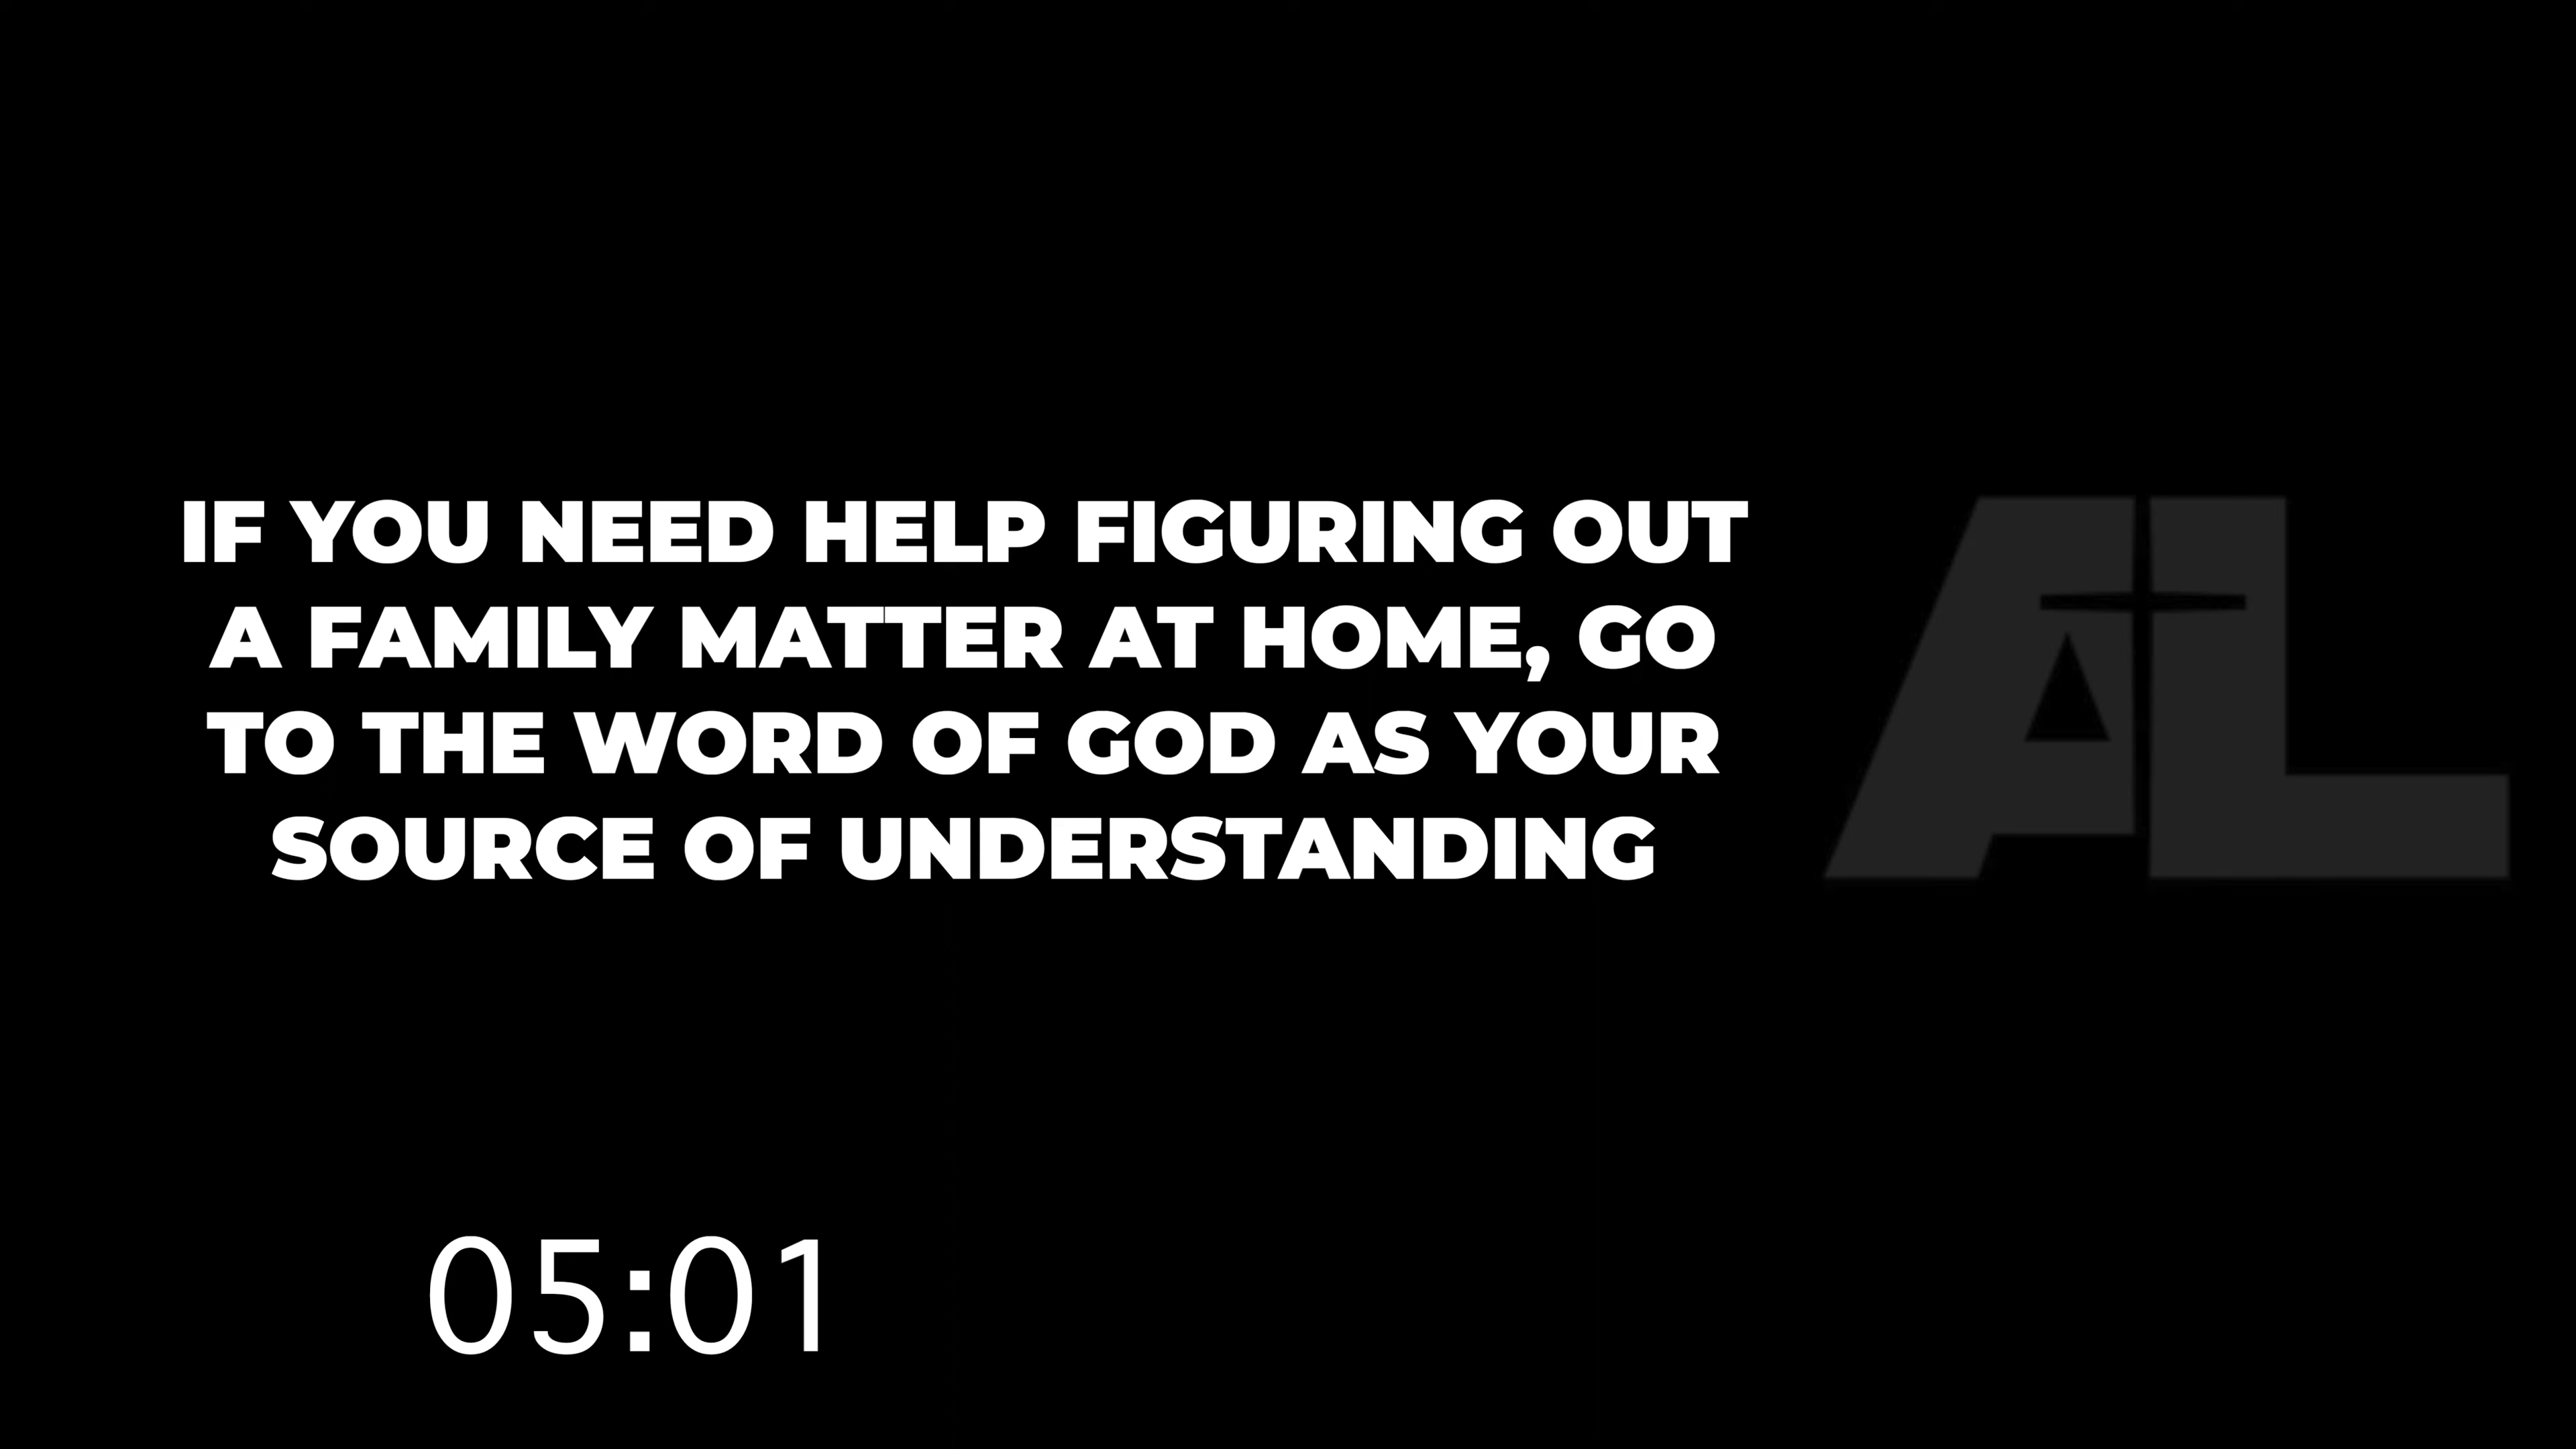 IF YOU NEED HELP FIGURING OUT
A FAMILY MATTER AT HOME, GO
TO THE WORD OF GOD AS YOUR
SOURCE OF UNDERSTANDING
AL
05:01